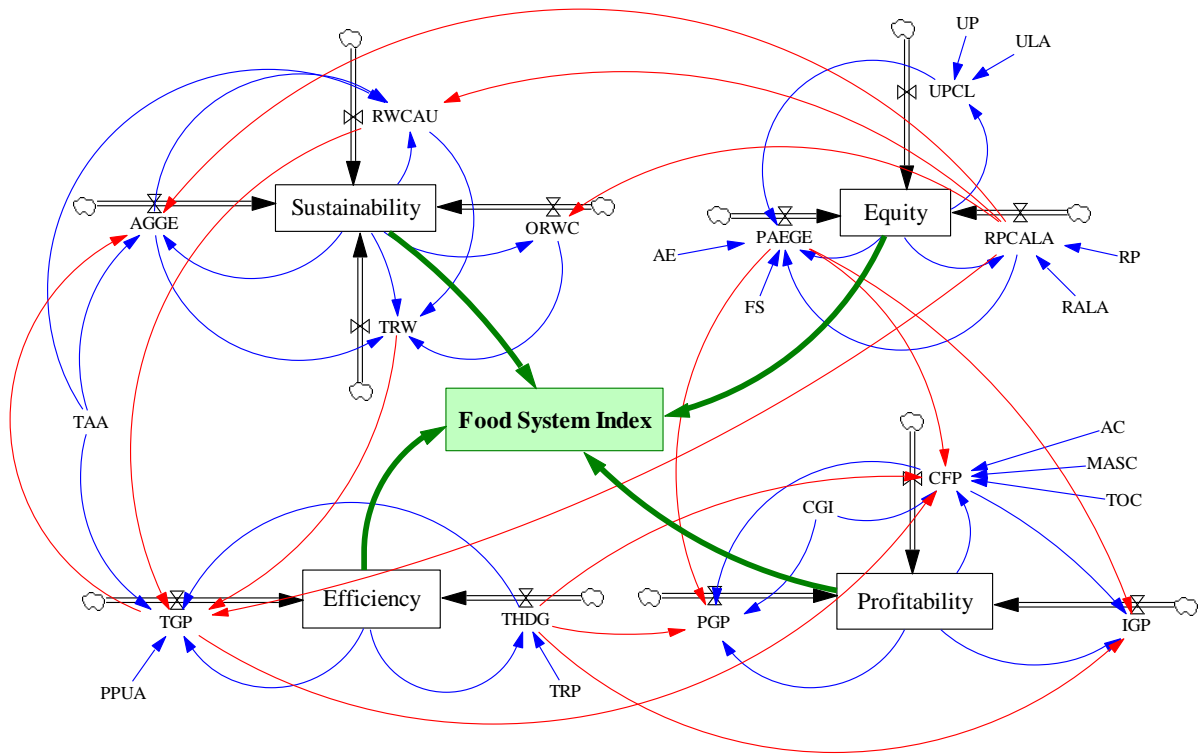 UP
ULA
UPCL
RWCAU
Sustainability
Equity
AGGE
ORWC
PAEGE
RPCALA
AE
RP
FS
RALA
TRW
TAA
Food System Index
AC
CFP
MASC
TOC
CGI
Efficiency
Profitability
TGP
THDG
PGP
IGP
PPUA
TRP